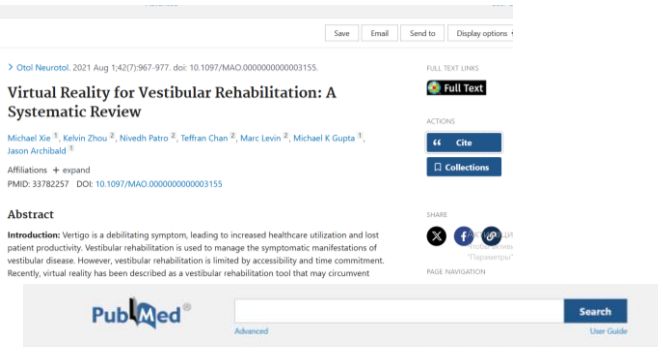 Save Email Send to Display options
Otol Neurotol. 2021 Aug 1;42(7):967-977. doi: 10.1097/MAO.0000000000003155.
Virtual Reality for Vestibular Rehabilitation: A
Systematic Review
Michael Xie 1, Kelvin Zhou 2, Nivedh Patro 2, Teffran Chan 2, Marc Levin 2, Michael K Gupta 1,
Jason Archibald 1
Affiliations + expand
PMID: 33782257 DOI: 10.1097/MAO.0000000000003155
Abstract
Introduction: Vertigo is a debilitating symptom, leading to increased healthcare utilization and lost
patient productivity. Vestibular rehabilitation is used to manage the symptomatic manifestations of
vestibular disease. However, vestibular rehabilitation is limited by accessibility and time commitment.
Recently, virtual reality has been described as a vestibular rehabilitation tool that may circumvent
FULL TEXT LINKS
Full Text
ACTIONS
Cite
Collections
SHARE
"Параметры"
PAGE NAVIGATION
PubMed®
Search
Advanced
User Guide